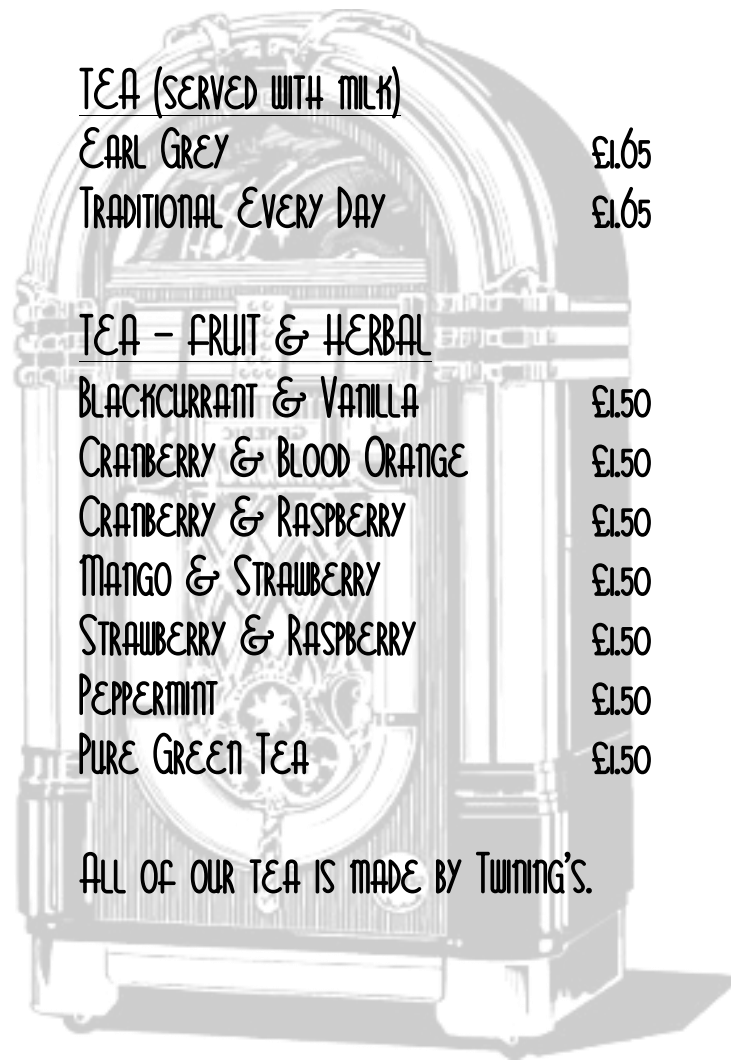 TEA (SERVED WITH MILK)
EARL GREY £1.65
TRADITIONAL EVERY DAY £1.65
TEA – FRUIT & HERBAL
BLACKCURRANT & VANILLA £1.50
CRANBERRY & BLOOD ORANGE £1.50
CRANBERRY & RASPBERRY £1.50
MANGO & STRAWBERRY £1.50
STRAWBERRY & RASPBERRY £1.50
PEPPERMINT £1.50
PURE GREEN TEA £1.50
ALL OF OUR TEA IS MADE BY TWINING'S.